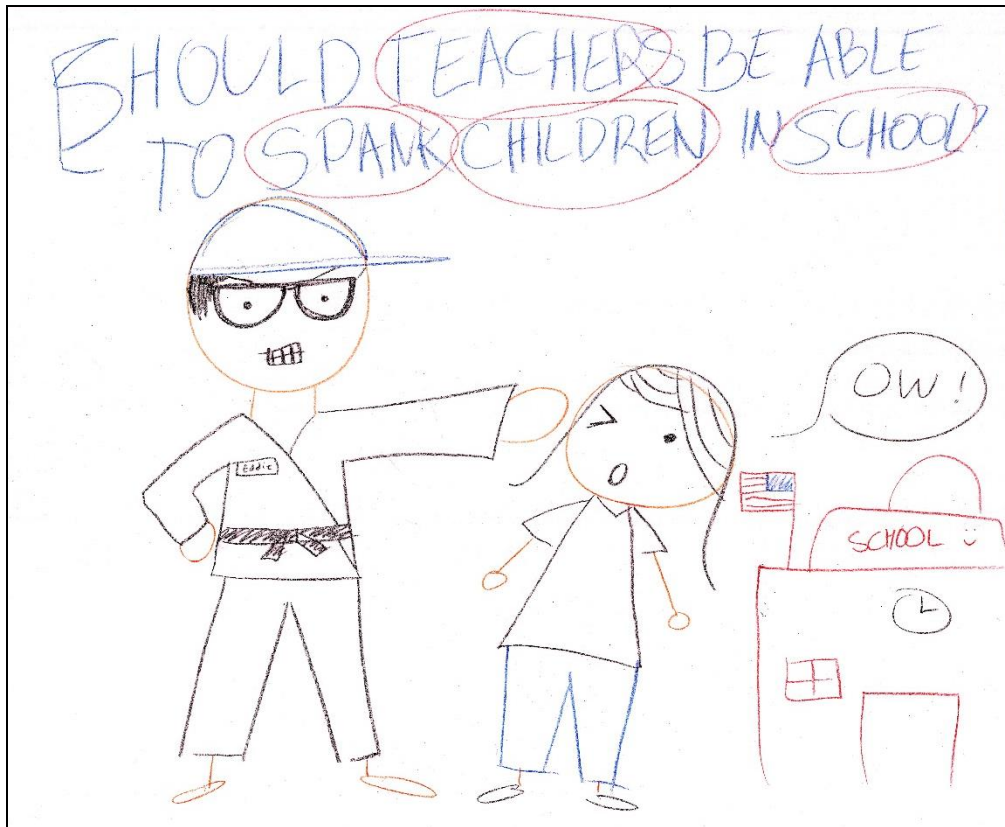 SHOULD TEACHERS BE ABLE
TO SPANK CHILDREN IN SCHOOL?
OW!
Eddie
SCHOOL